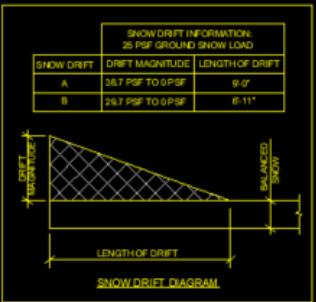 SNOW DRIFT INFORMATION:
25 PSF GROUND SNOW LOAD
SNOW DRIFT DRIFT MAGNITUDE LENGTH OF DRIFT
A 38.7 PSF TO 0 PSF 9'-0"
B 29.7 PSF TO 0 PSF 6'-11"
DRIFT
MAGNITUDE
BALANCED
SNOW
LENGTH OF DRIFT
SNOW DRIFT DIAGRAM